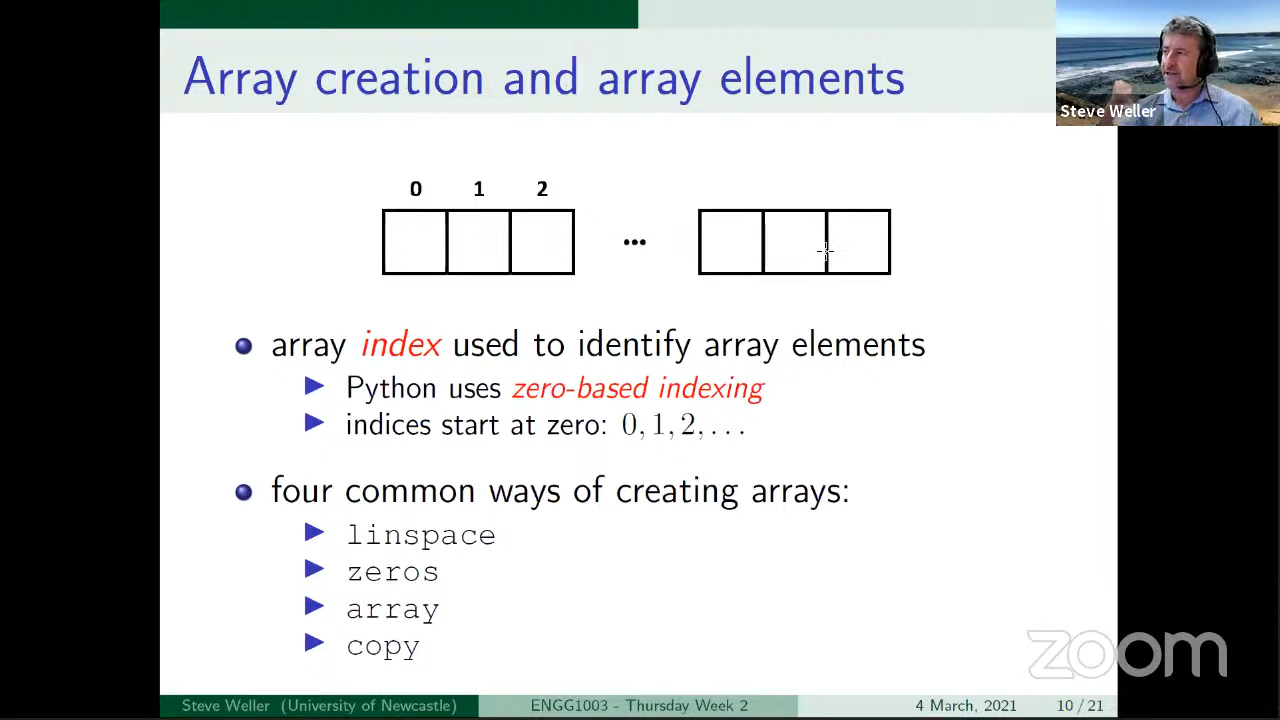 Array creation and array elements
Steve Weller
0 1 2
...
array index used to identify array elements
Python uses zero-based indexing
indices start at zero: 0, 1, 2, . . .
four common ways of creating arrays:
linspace
zeros
array
copy
zoom
Steve Weller (University of Newcastle) ENGG1003 - Thursday Week 2 4 March, 2021 10 / 21